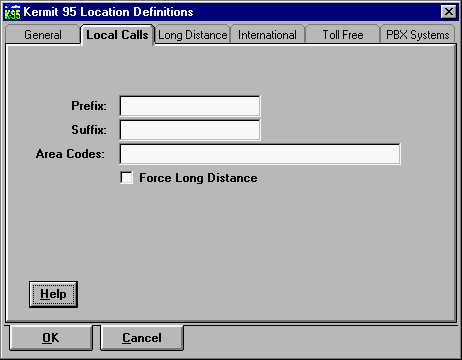 K95 Kermit 95 Location Definitions
General Local Calls Long Distance International Toll Free PBX Systems
Prefix:
Suffix:
Area Codes:
Force Long Distance
Help
OK Cancel